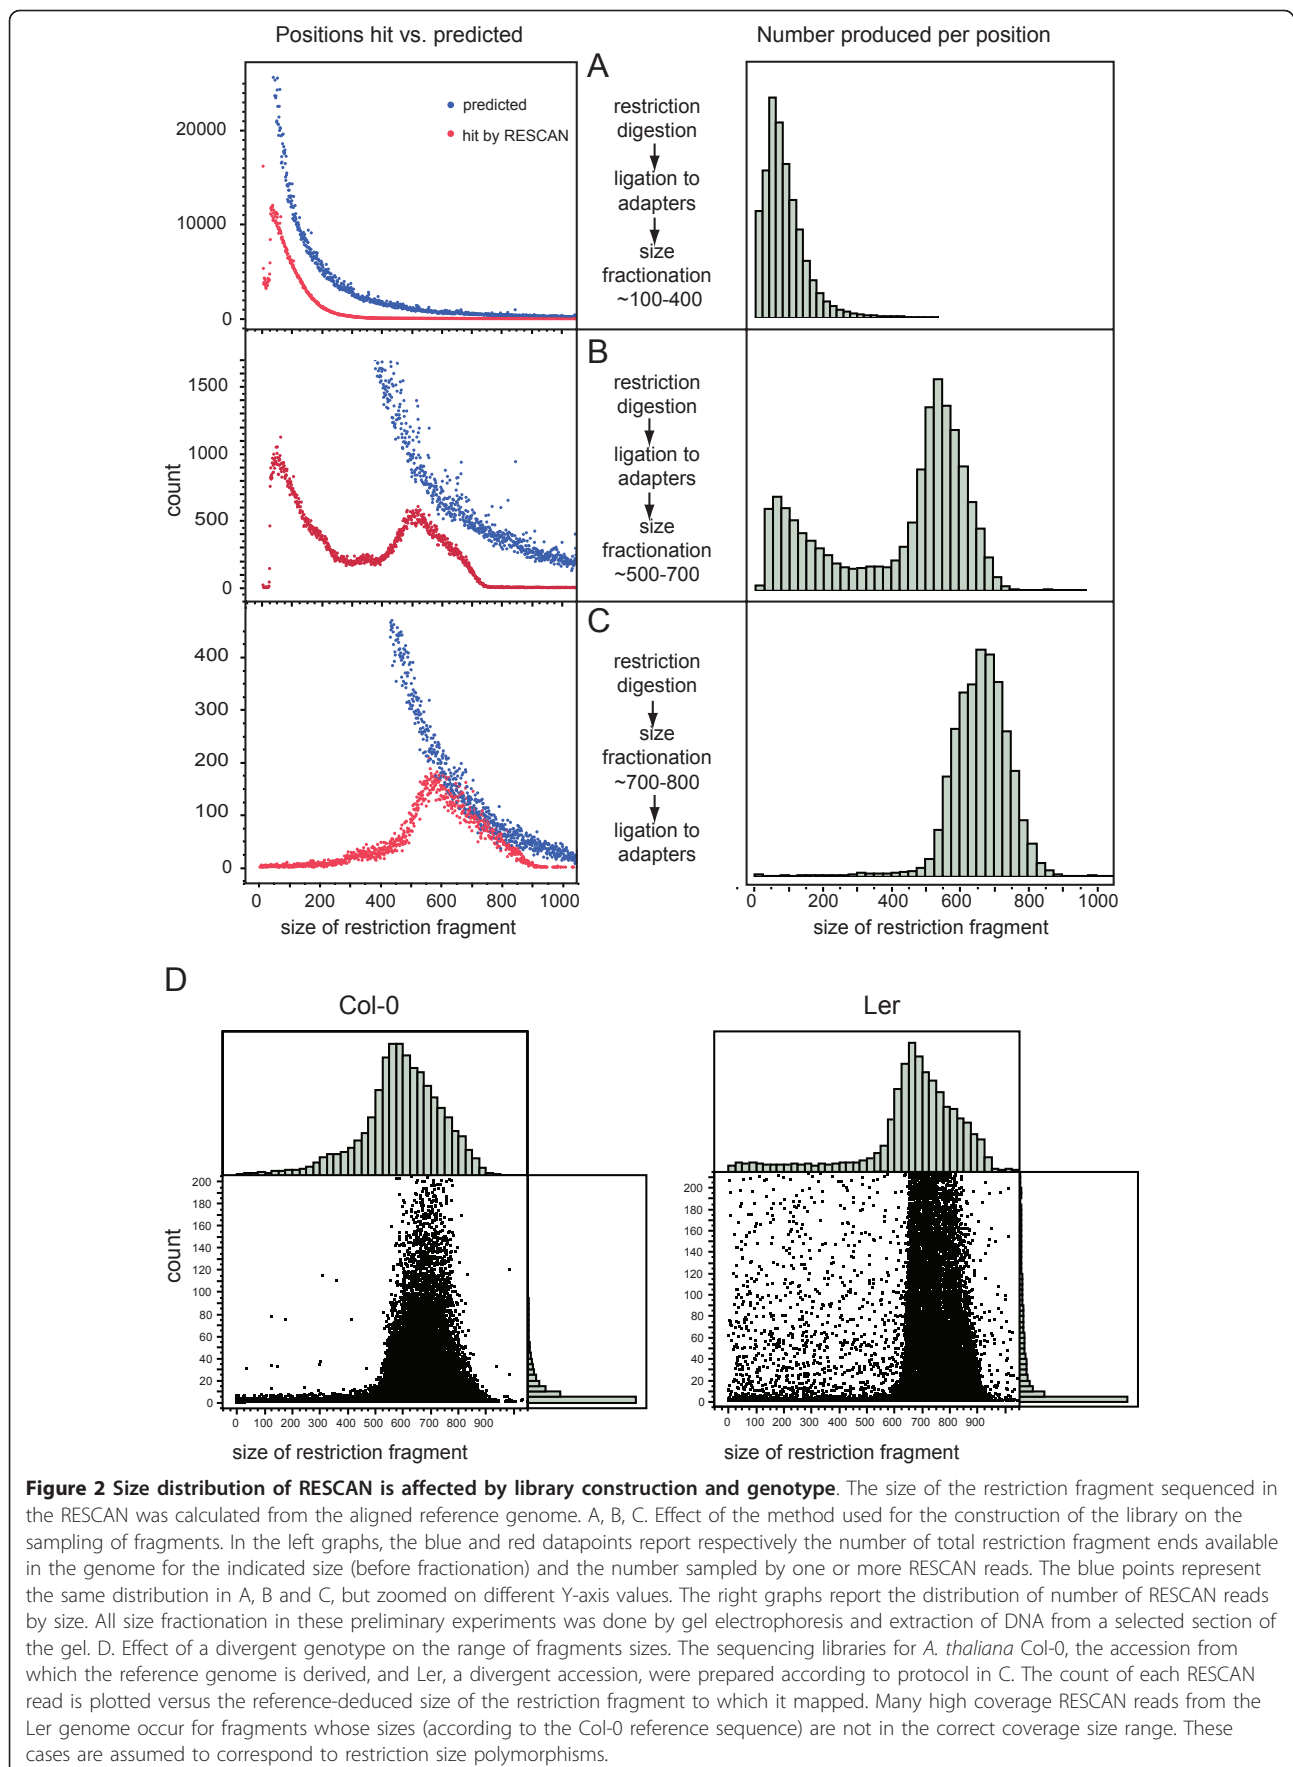 Positions hit vs. predicted
Number produced per position
A
predicted
hit by RESCAN
20000
10000
0
restriction
digestion
ligation to
adapters
size
fractionation
~100-400
B
1500
1000
500
0
count
restriction
digestion
ligation to
adapters
size
fractionation
~500-700
C
400
300
200
100
0
restriction
digestion
size
fractionation
~700-800
ligation to
adapters
0 200 400 600 800 1000
size of restriction fragment
0 200 400 600 800 1000
size of restriction fragment
D
Col-0
Ler
200
180
160
140
120
100
80
60
40
20
0
count
0 100 200 300 400 500 600 700 800 900
size of restriction fragment
200
180
160
140
120
100
80
60
40
20
0
0 100 200 300 400 500 600 700 800 900
size of restriction fragment
Figure 2 Size distribution of RESCAN is affected by library construction and genotype. The size of the restriction fragment sequenced in
the RESCAN was calculated from the aligned reference genome. A, B, C. Effect of the method used for the construction of the library on the
sampling of fragments. In the left graphs, the blue and red datapoints report respectively the number of total restriction fragment ends available
in the genome for the indicated size (before fractionation) and the number sampled by one or more RESCAN reads. The blue points represent
the same distribution in A, B and C, but zoomed on different Y-axis values. The right graphs report the distribution of number of RESCAN reads
by size. All size fractionation in these preliminary experiments was done by gel electrophoresis and extraction of DNA from a selected section of
the gel. D. Effect of a divergent genotype on the range of fragments sizes. The sequencing libraries for A. thaliana Col-0, the accession from
which the reference genome is derived, and Ler, a divergent accession, were prepared according to protocol in C. The count of each RESCAN
read is plotted versus the reference-deduced size of the restriction fragment to which it mapped. Many high coverage RESCAN reads from the
Ler genome occur for fragments whose sizes (according to the Col-0 reference sequence) are not in the correct coverage size range. These
cases are assumed to correspond to restriction size polymorphisms.